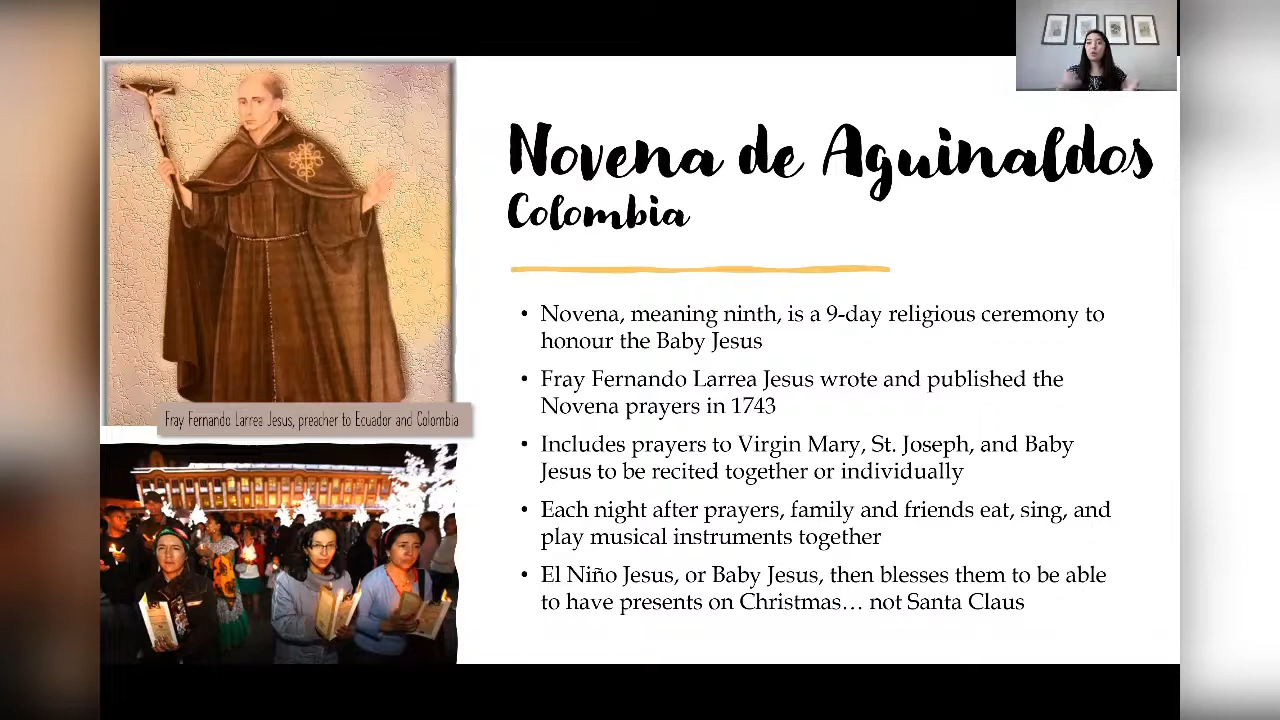 Novena de Aguinaldos
Colombia
• Novena, meaning ninth, is a 9-day religious ceremony to
honour the Baby Jesus
• Fray Fernando Larrea Jesus wrote and published the
Novena prayers in 1743
• Includes prayers to Virgin Mary, St. Joseph, and Baby
Jesus to be recited together or individually
• Each night after prayers, family and friends eat, sing, and
play musical instruments together
• El Niño Jesus, or Baby Jesus, then blesses them to be able
to have presents on Christmas… not Santa Claus
Fray Fernando Larrea Jesus, preacher to Ecuador and Colombia